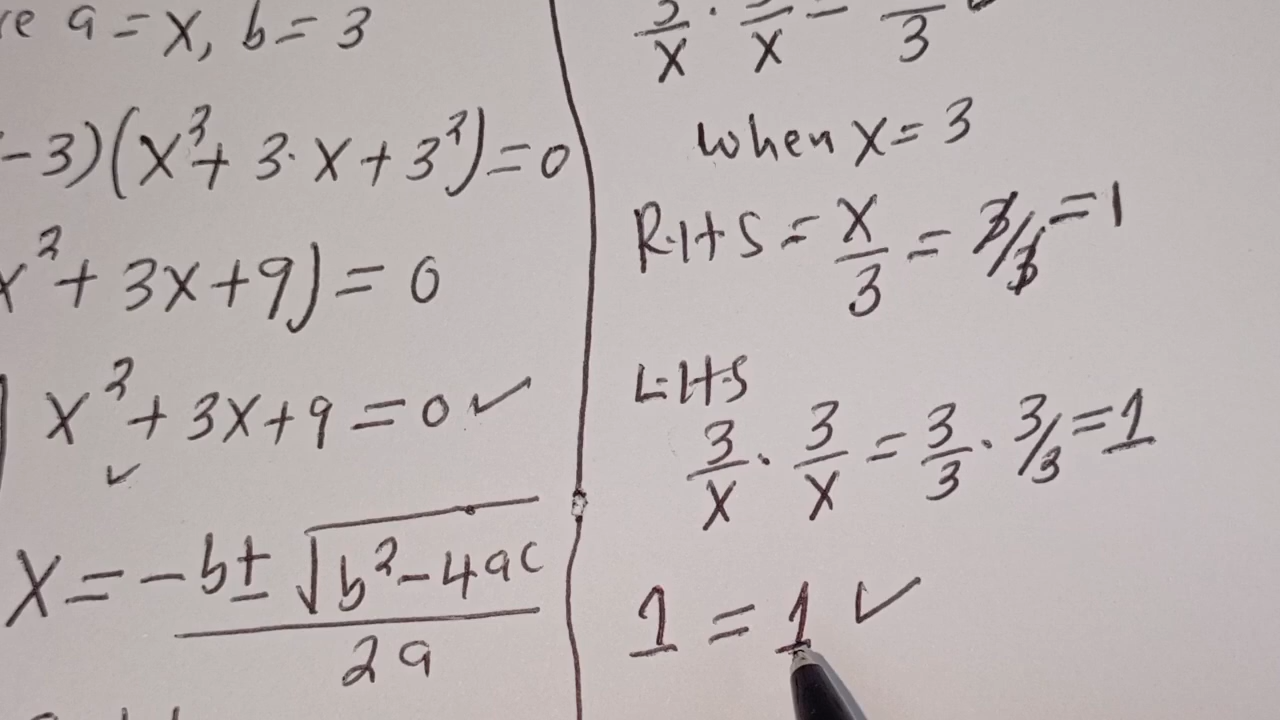 re a = x, b = 3
-3)(x² + 3·x + 3²) = 0
x² + 3x + 9) = 0
x² + 3x + 9 = 0 ✓
✓
x = -b ± √(b² - 4ac) / 2a
3/x · 3/x = x/3
when x = 3
R.H.S = x/3 = 3/3 = 1
L.H.S
3/x · 3/x = 3/3 · 3/3 = 1
1 = 1 ✓